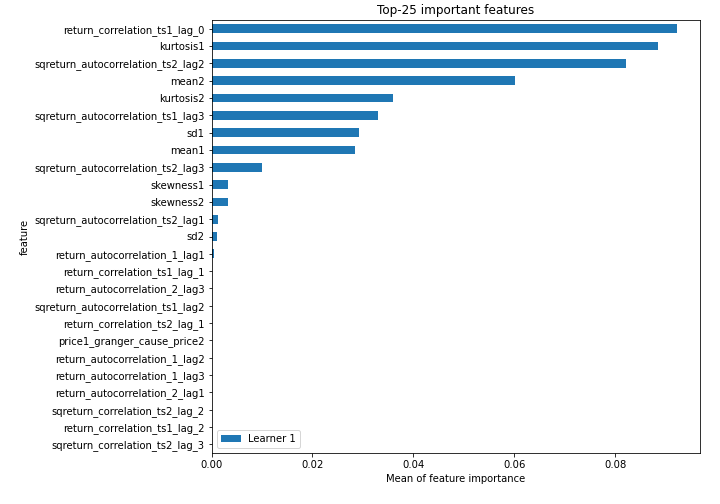 Top-25 important features
return_correlation_ts1_lag_0
kurtosis1
sqreturn_autocorrelation_ts2_lag2
mean2
kurtosis2
sqreturn_autocorrelation_ts1_lag3
sd1
mean1
sqreturn_autocorrelation_ts2_lag3
skewness1
skewness2
sqreturn_autocorrelation_ts2_lag1
sd2
return_autocorrelation_1_lag1
return_correlation_ts1_lag_1
return_autocorrelation_2_lag3
sqreturn_autocorrelation_ts1_lag2
return_correlation_ts2_lag_1
price1_granger_cause_price2
return_autocorrelation_1_lag2
return_autocorrelation_1_lag3
return_autocorrelation_2_lag1
sqreturn_correlation_ts2_lag_2
return_correlation_ts1_lag_2
sqreturn_correlation_ts2_lag_3
feature
Learner 1
0.00 0.02 0.04 0.06 0.08
Mean of feature importance